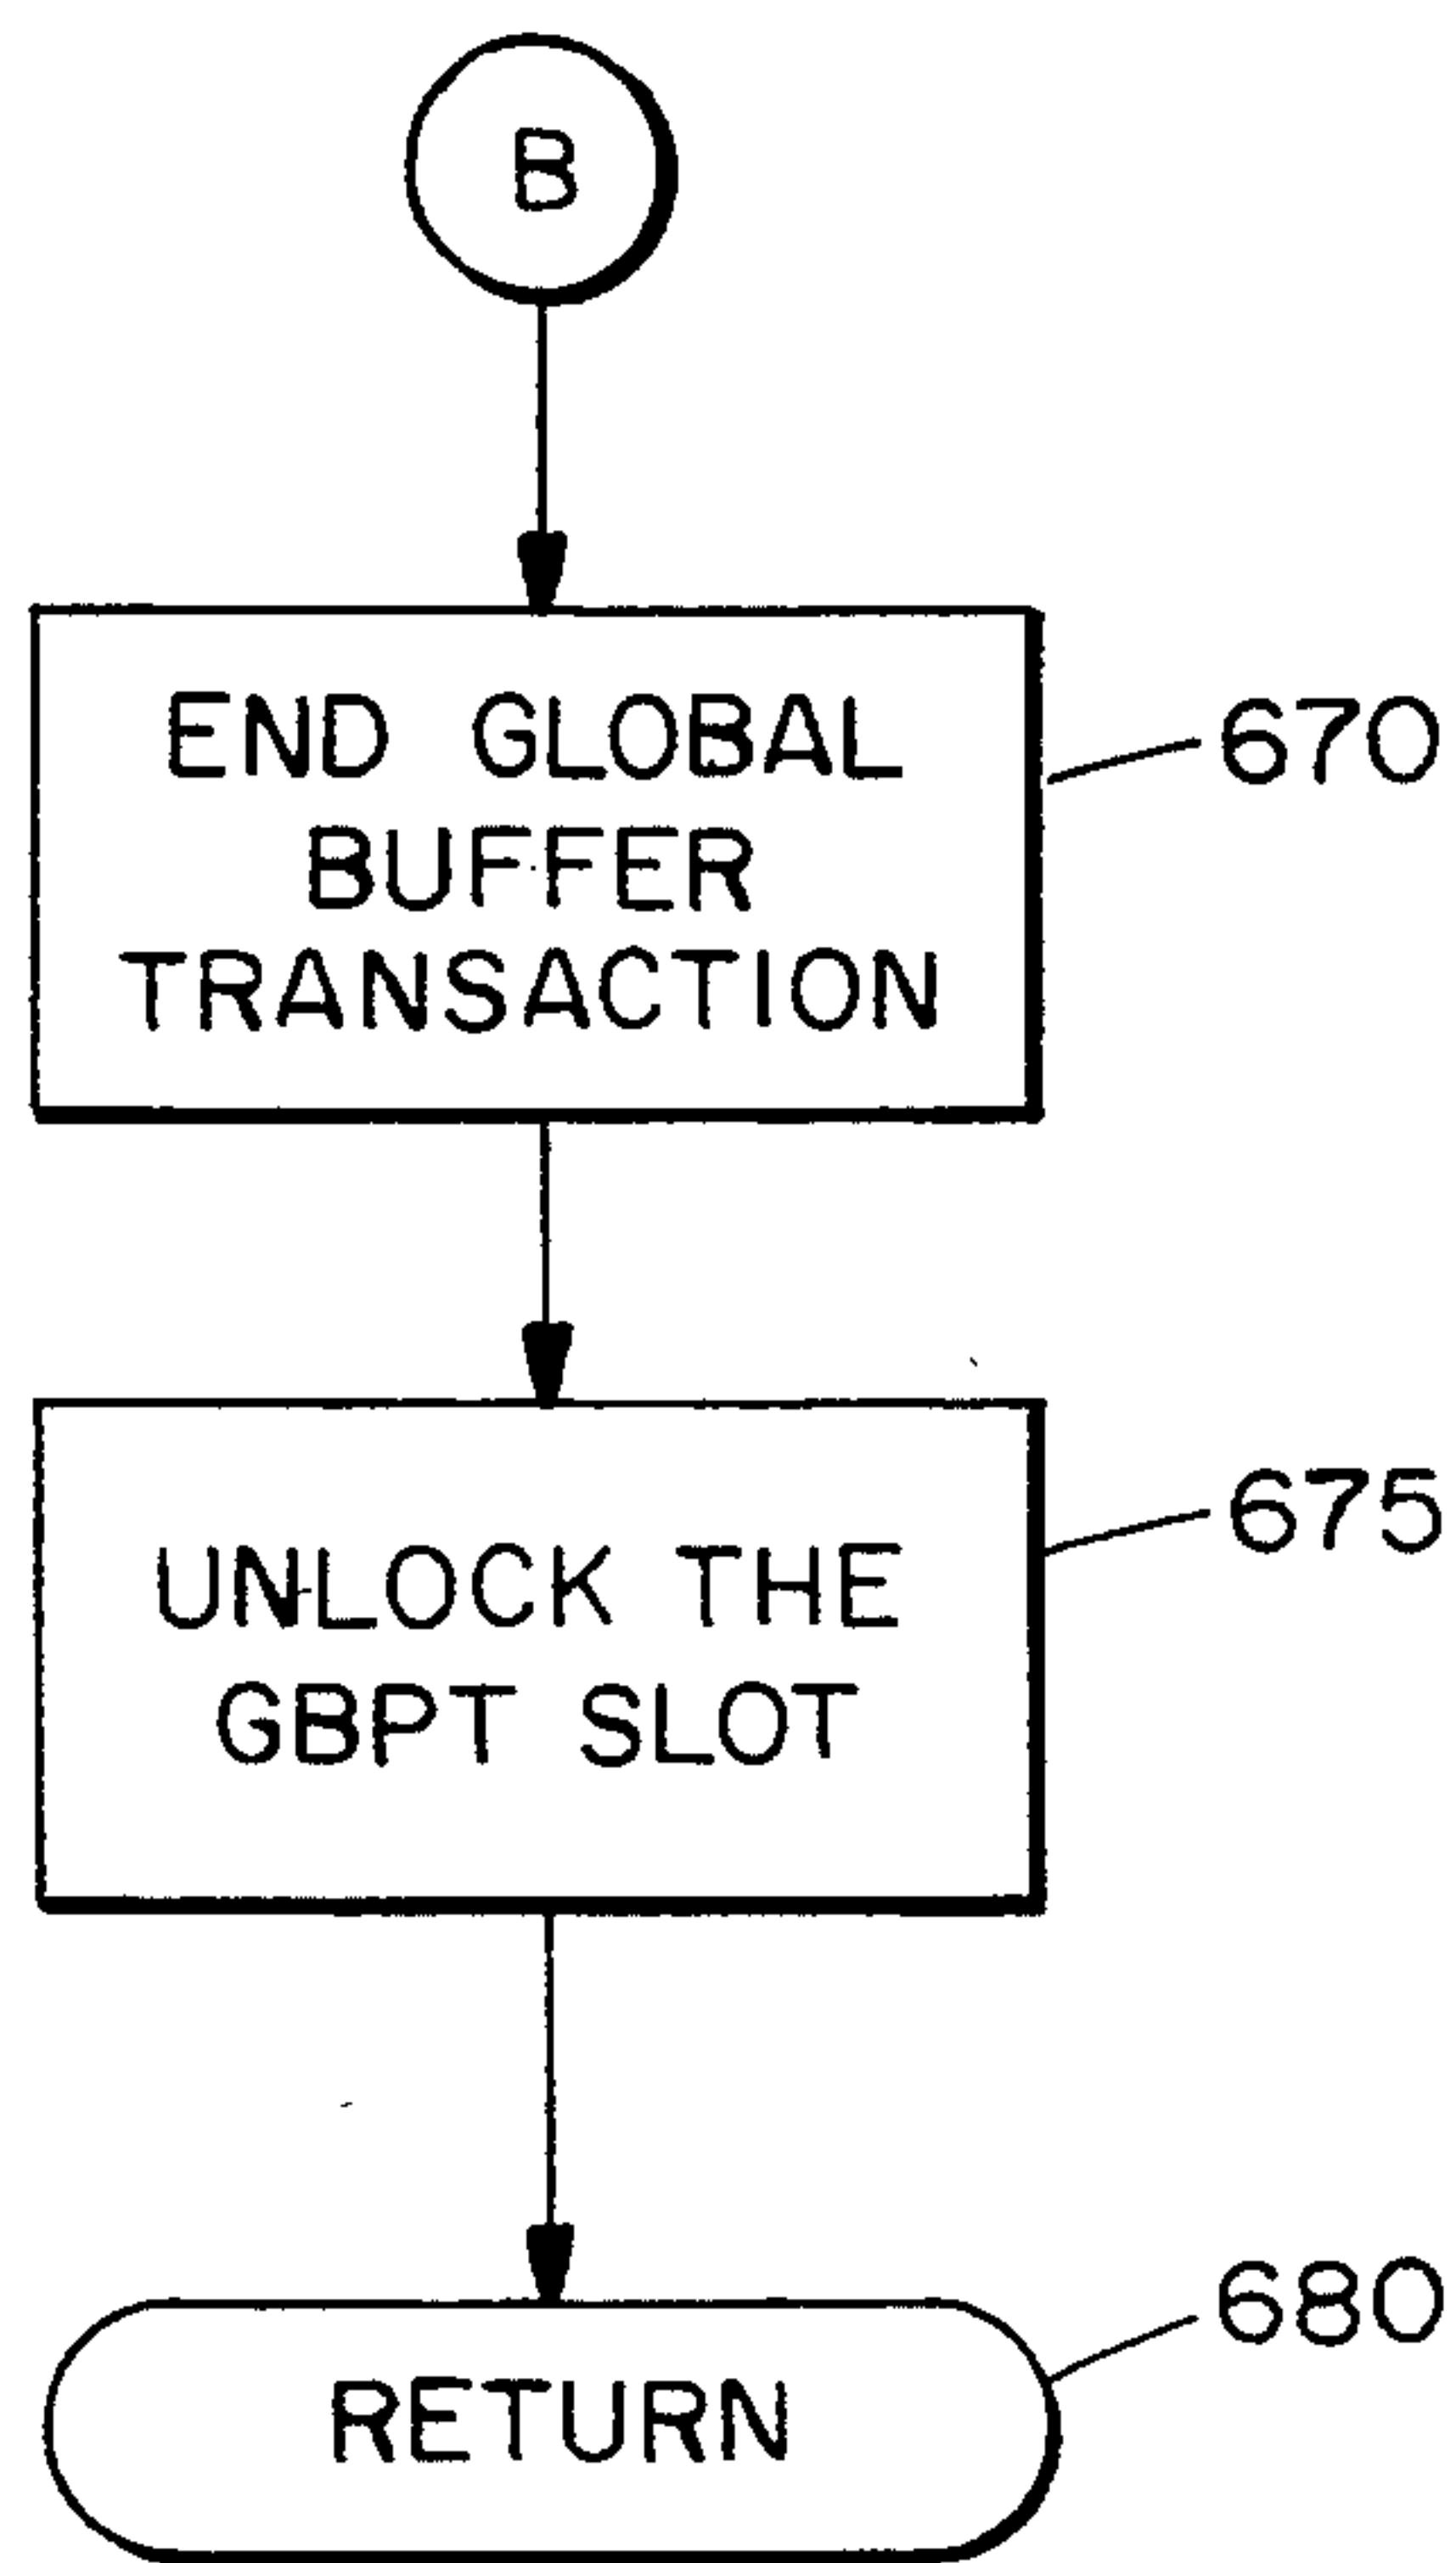 B
END GLOBAL
BUFFER
TRANSACTION
670
UNLOCK THE
GBPT SLOT
675
RETURN
680